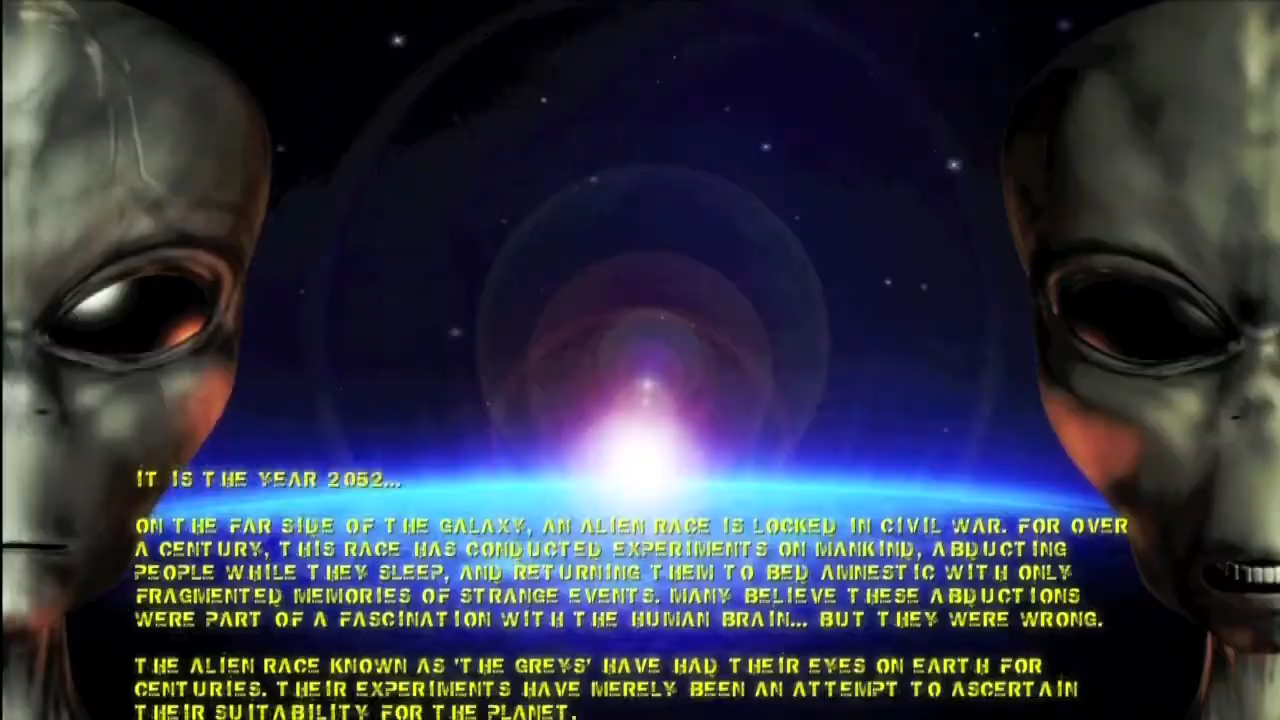 IT IS THE YEAR 2052...
ON THE FAR SIDE OF THE GALAXY, AN ALIEN RACE IS LOCKED IN CIVIL WAR. FOR OVER
A CENTURY, THIS RACE HAS CONDUCTED EXPERIMENTS ON MANKIND, ABDUCTING
PEOPLE WHILE THEY SLEEP, AND RETURNING THEM TO BED AMNESTIC WITH ONLY
FRAGMENTED MEMORIES OF STRANGE EVENTS. MANY BELIEVE THESE ABDUCTIONS
WERE PART OF A FASCINATION WITH THE HUMAN BRAIN... BUT THEY WERE WRONG.
THE ALIEN RACE KNOWN AS 'THE GREYS' HAVE HAD THEIR EYES ON EARTH FOR
CENTURIES. THEIR EXPERIMENTS HAVE MERELY BEEN AN ATTEMPT TO ASCERTAIN
THEIR SUITABILITY FOR THE PLANET.